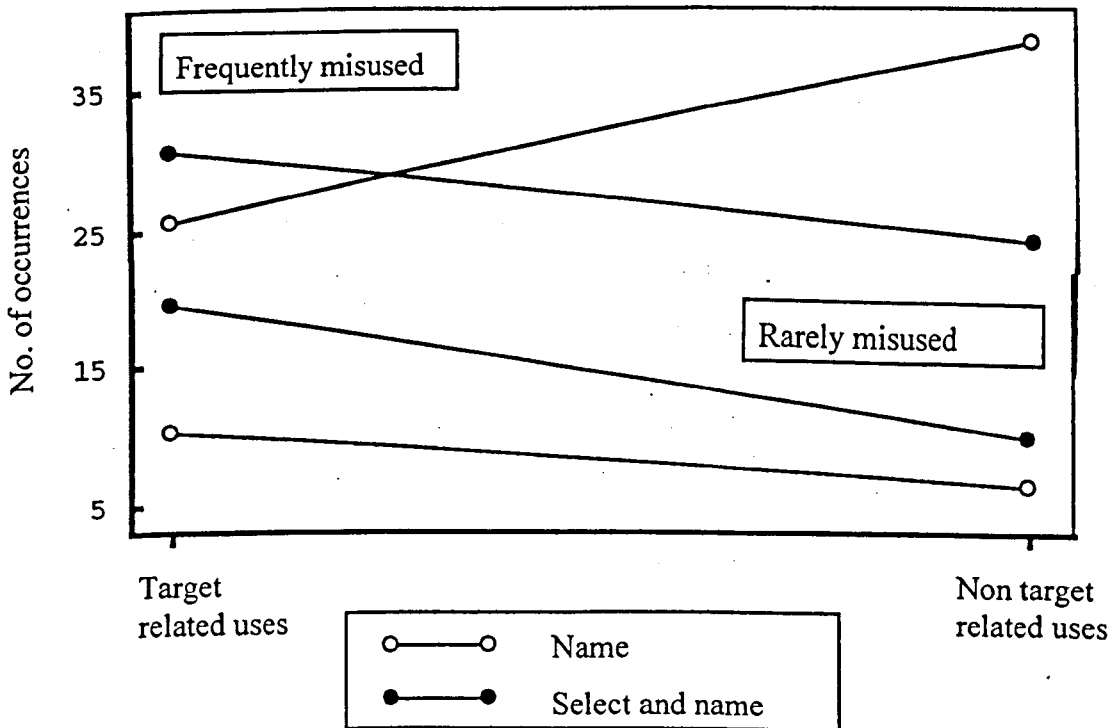 Frequently misused
35
25
15
5
No. of occurrences
Rarely misused
Target
related uses
Non target
related uses
Name
Select and name